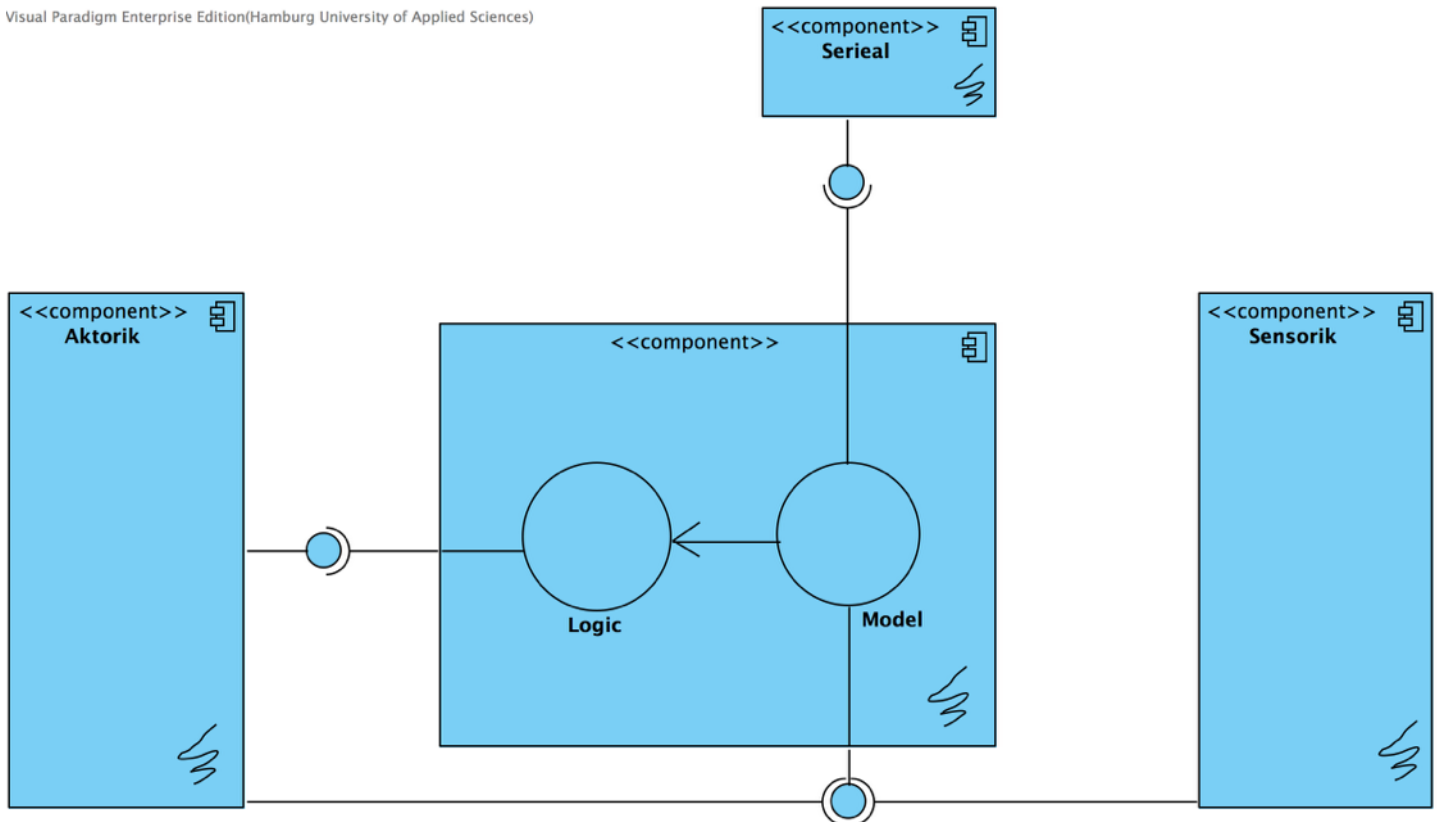 Visual Paradigm Enterprise Edition(Hamburg University of Applied Sciences)
<<component>>
Serieal
<<component>>
Aktorik
<<component>>
<<component>>
Sensorik
Logic
Model